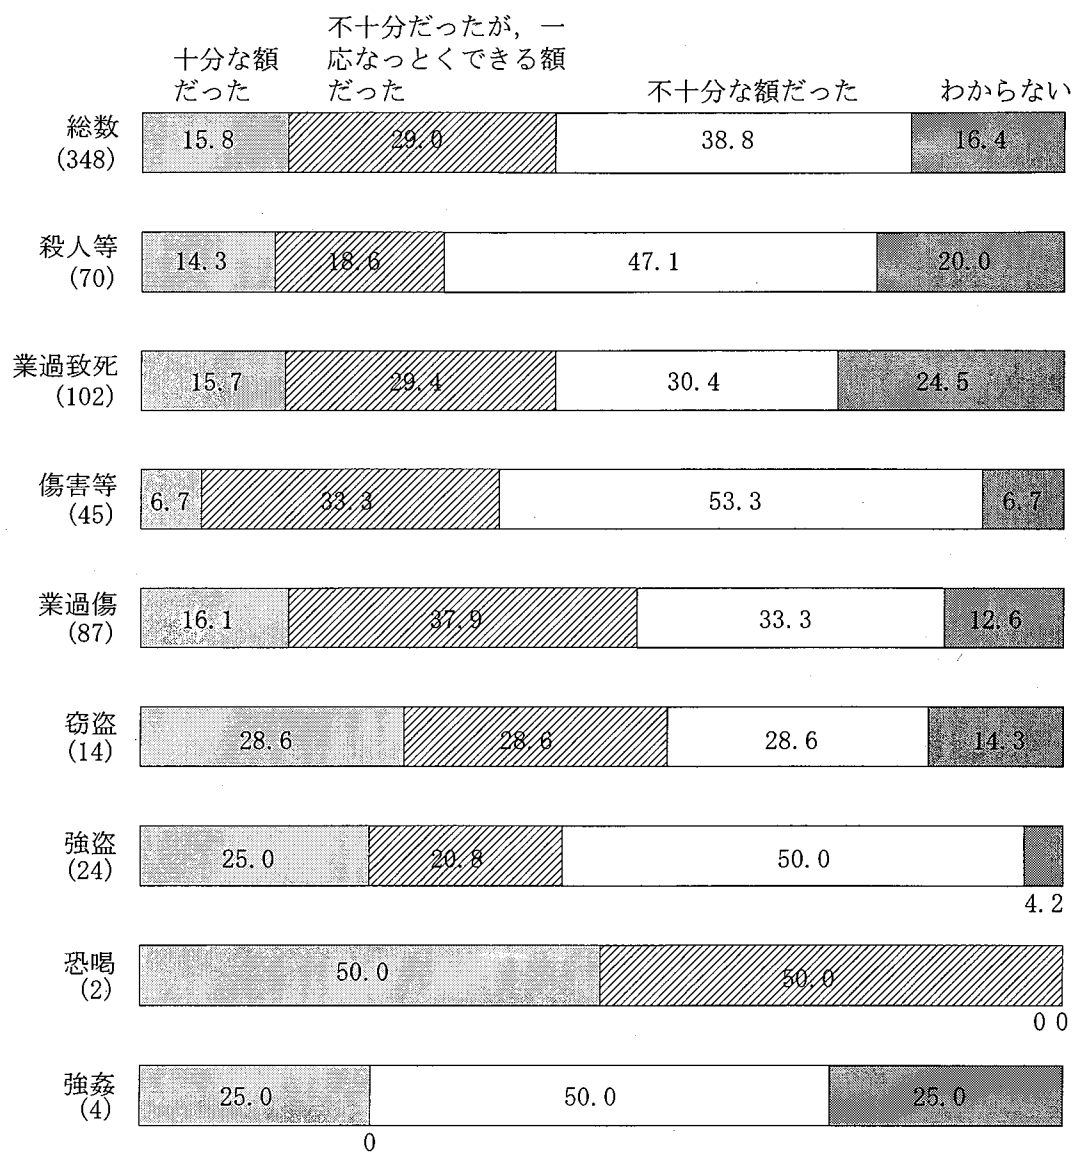 十分な額
だった
不十分だったが，一
応なっとくできる額
だった
不十分な額だった
わからない
総数
(348)
15.8 29.0 38.8 16.4
殺人等
(70)
14.3 18.6 47.1 20.0
業過致死
(102)
15.7 29.4 30.4 24.5
傷害等
(45)
6.7 33.3 53.3 6.7
業過傷
(87)
16.1 37.9 33.3 12.6
窃盗
(14)
28.6 28.6 28.6 14.3
強盗
(24)
25.0 20.8 50.0
4.2
恐喝
(2)
50.0 50.0
0 0
強姦
(4)
25.0 50.0 25.0
0